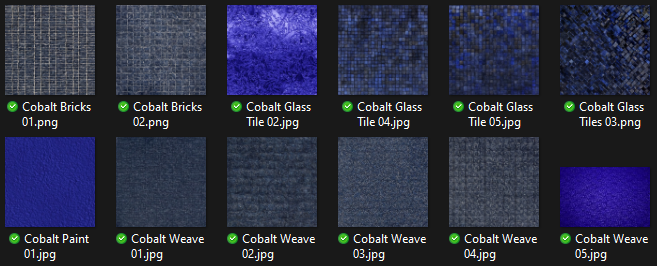 Cobalt Bricks
01.png
Cobalt Bricks
02.png
Cobalt Glass
Tile 02.jpg
Cobalt Glass
Tile 04.jpg
Cobalt Glass
Tile 05.jpg
Cobalt Glass
Tiles 03.png
Cobalt Paint
01.jpg
Cobalt Weave
01.jpg
Cobalt Weave
02.jpg
Cobalt Weave
03.jpg
Cobalt Weave
04.jpg
Cobalt Weave
05.jpg